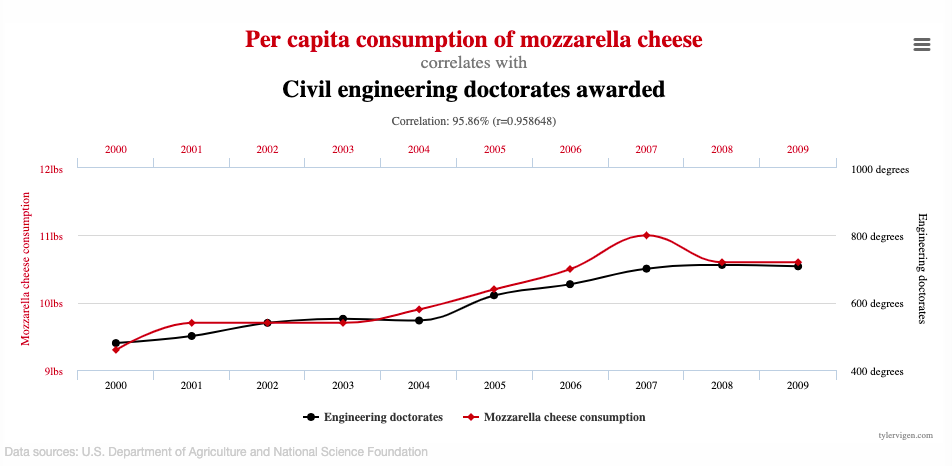 Per capita consumption of mozzarella cheese
correlates with
Civil engineering doctorates awarded
Correlation: 95.86% (r=0.958648)
2000 2001 2002 2003 2004 2005 2006 2007 2008 2009
12lbs 1000 degrees
11lbs 800 degrees
10lbs 600 degrees
9lbs 400 degrees
Mozzarella cheese consumption
Engineering doctorates
2000 2001 2002 2003 2004 2005 2006 2007 2008 2009
Engineering doctorates Mozzarella cheese consumption
tylervigen.com
Data sources: U.S. Department of Agriculture and National Science Foundation